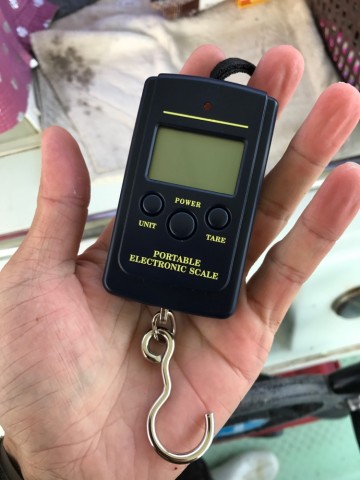 POWER
UNIT
TARE
PORTABLE
ELECTRONIC SCALE